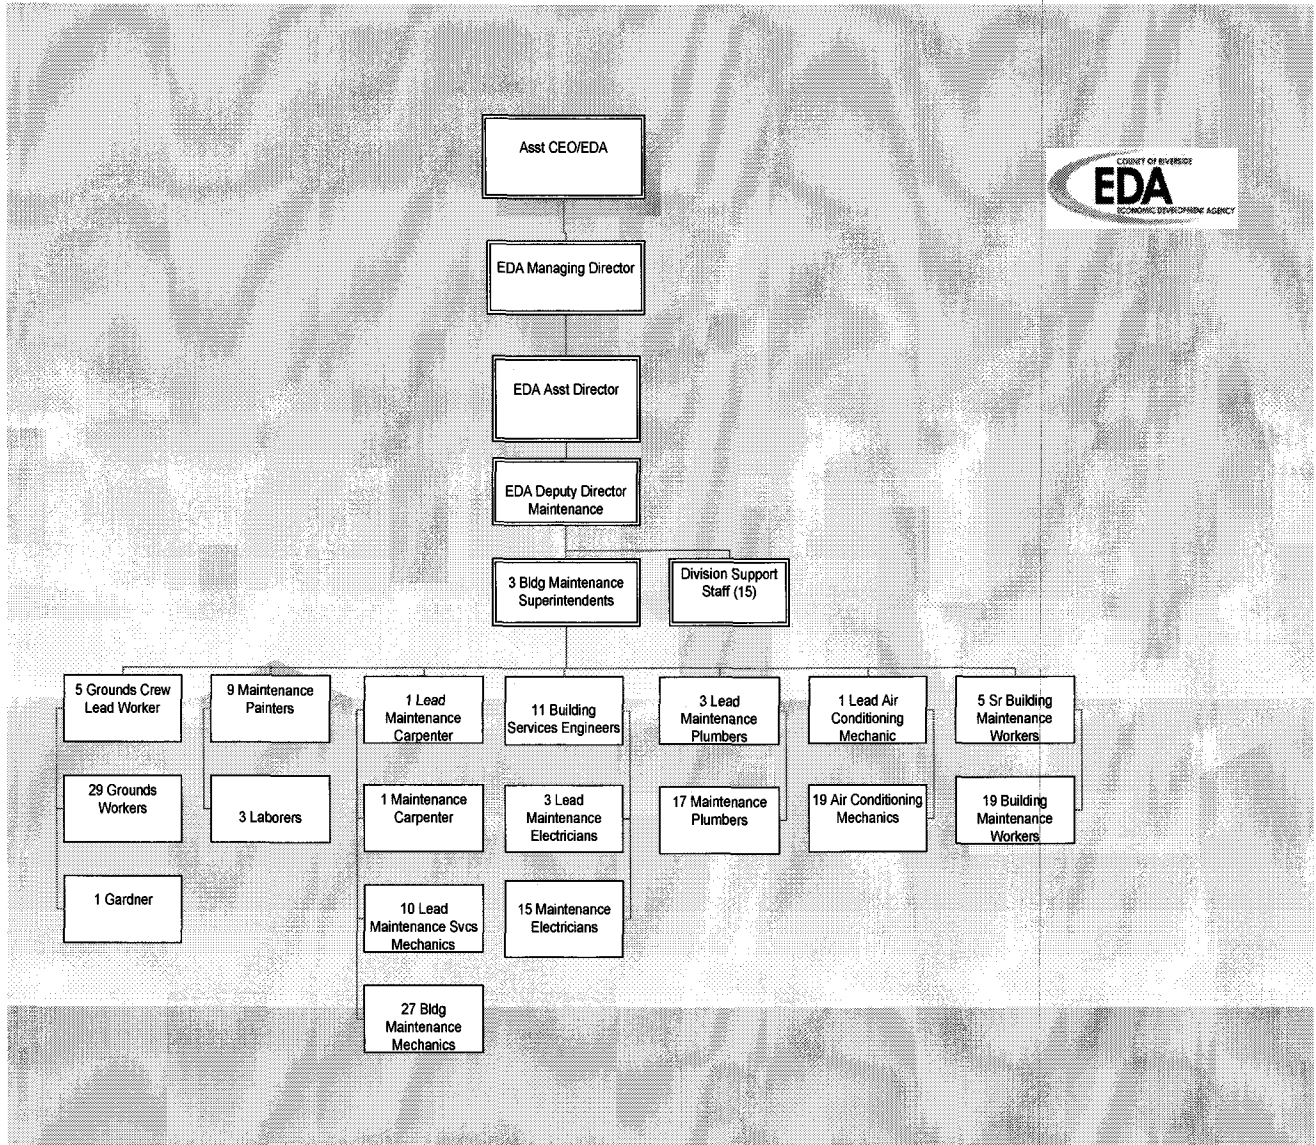 Asst CEO/EDA
COUNTY OF RIVERSIDE
EDA
ECONOMIC DEVELOPMENT AGENCY
EDA Managing Director
EDA Asst Director
EDA Deputy Director
Maintenance
3 Bldg Maintenance
Superintendents
Division Support
Staff (15)
5 Grounds Crew
Lead Worker
29 Grounds
Workers
1 Gardner
9 Maintenance
Painters
3 Laborers
1 Lead
Maintenance
Carpenter
1 Maintenance
Carpenter
10 Lead
Maintenance Svcs
Mechanics
27 Bldg
Maintenance
Mechanics
11 Building
Services Engineers
3 Lead
Maintenance
Electricians
15 Maintenance
Electricians
3 Lead
Maintenance
Plumbers
17 Maintenance
Plumbers
1 Lead Air
Conditioning
Mechanic
19 Air Conditioning
Mechanics
5 Sr Building
Maintenance
Workers
19 Building
Maintenance
Workers